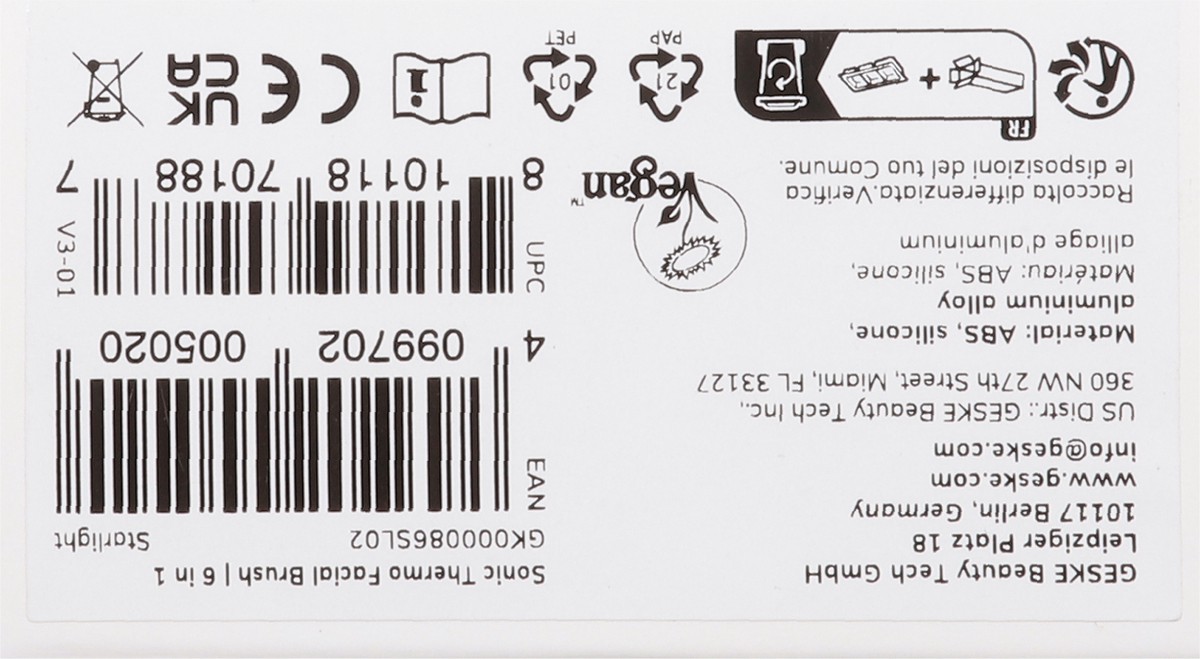 GESKE Beauty Tech GmbH
Leipziger Platz 18
10117 Berlin, Germany
www.geske.com
info@geske.com
US Distr.: GESKE Beauty Tech Inc.,
360 NW 27th Street, Miami, FL 33127
Material: ABS, silicone,
aluminium alloy
Matériau: ABS, silicone,
alliage d'aluminium
Raccolta differenziata.Verifica
le disposizioni del tuo Comune.
Sonic Thermo Facial Brush | 6 in 1
GK000086SL02 Starlight
EAN
4 099702 005020
UPC V3-01
8 10118 70188 7
Vegan™
FR
21
PAP
01
PET
i
CE
UK
CA